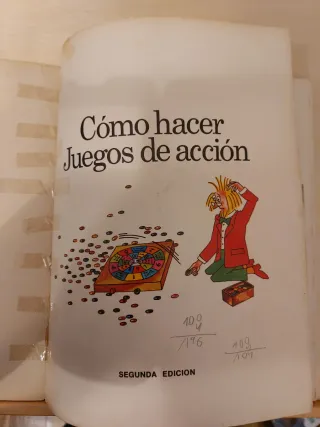 Cómo hacer
Juegos de acción
SEGUNDA EDICION